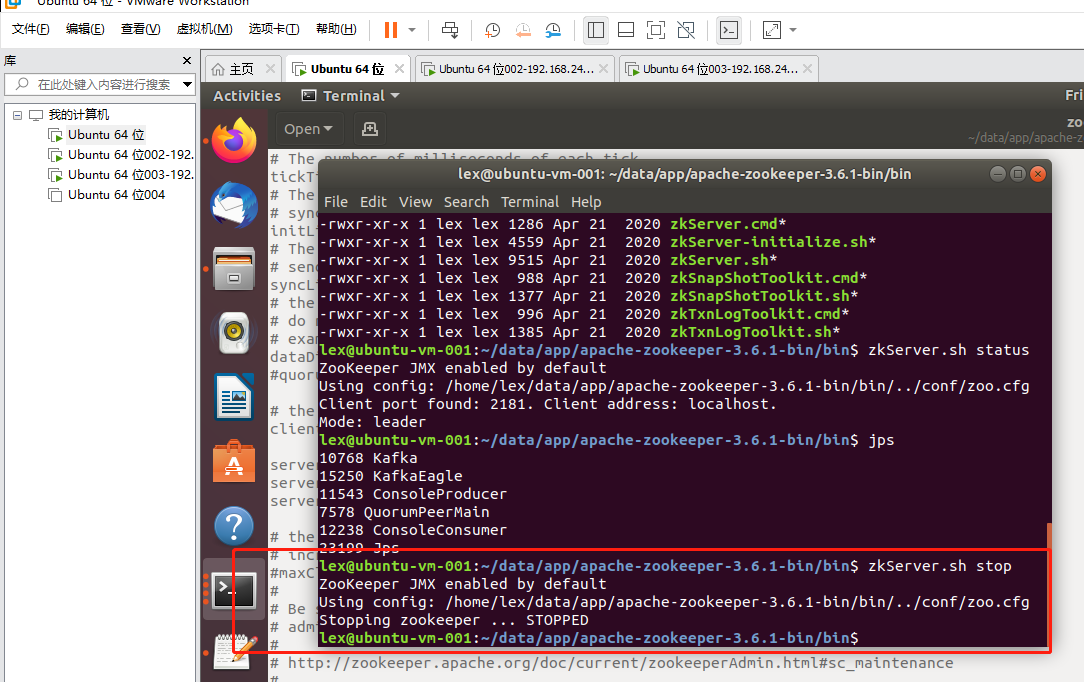 Ubuntu 64 位 - VMware Workstation
文件(F) 编辑(E) 查看(V) 虚拟机(M) 选项卡(T) 帮助(H)
库
在此处键入内容进行搜索
我的计算机
Ubuntu 64 位
Ubuntu 64 位002-192.
Ubuntu 64 位003-192.
Ubuntu 64 位004
主页 Ubuntu 64 位 Ubuntu 64 位002-192.168.24... Ubuntu 64 位003-192.168.24...
Activities Terminal Fri
Open zo
~/data/app/apache-z
# The number of milliseconds of each tick
tickT
# The
# syn
initL
# The
# sen
syncL
# the
# do
# exam
dataD
#quoru
# the
clien
serve
serve
serve
# the
# inc
#maxC
#
# Be
# adm
#
# http://zookeeper.apache.org/doc/current/zookeeperAdmin.html#sc_maintenance
#
lex@ubuntu-vm-001: ~/data/app/apache-zookeeper-3.6.1-bin/bin
File Edit View Search Terminal Help
-rwxr-xr-x 1 lex lex 1286 Apr 21  2020 zkServer.cmd*
-rwxr-xr-x 1 lex lex 4559 Apr 21  2020 zkServer-initialize.sh*
-rwxr-xr-x 1 lex lex 9515 Apr 21  2020 zkServer.sh*
-rwxr-xr-x 1 lex lex  988 Apr 21  2020 zkSnapShotToolkit.cmd*
-rwxr-xr-x 1 lex lex 1377 Apr 21  2020 zkSnapShotToolkit.sh*
-rwxr-xr-x 1 lex lex  996 Apr 21  2020 zkTxnLogToolkit.cmd*
-rwxr-xr-x 1 lex lex 1385 Apr 21  2020 zkTxnLogToolkit.sh*
lex@ubuntu-vm-001:~/data/app/apache-zookeeper-3.6.1-bin/bin$ zkServer.sh status
ZooKeeper JMX enabled by default
Using config: /home/lex/data/app/apache-zookeeper-3.6.1-bin/bin/../conf/zoo.cfg
Client port found: 2181. Client address: localhost.
Mode: leader
lex@ubuntu-vm-001:~/data/app/apache-zookeeper-3.6.1-bin/bin$ jps
10768 Kafka
15250 KafkaEagle
11543 ConsoleProducer
7578 QuorumPeerMain
12238 ConsoleConsumer
23199 Jps
lex@ubuntu-vm-001:~/data/app/apache-zookeeper-3.6.1-bin/bin$ zkServer.sh stop
ZooKeeper JMX enabled by default
Using config: /home/lex/data/app/apache-zookeeper-3.6.1-bin/bin/../conf/zoo.cfg
Stopping zookeeper ... STOPPED
lex@ubuntu-vm-001:~/data/app/apache-zookeeper-3.6.1-bin/bin$